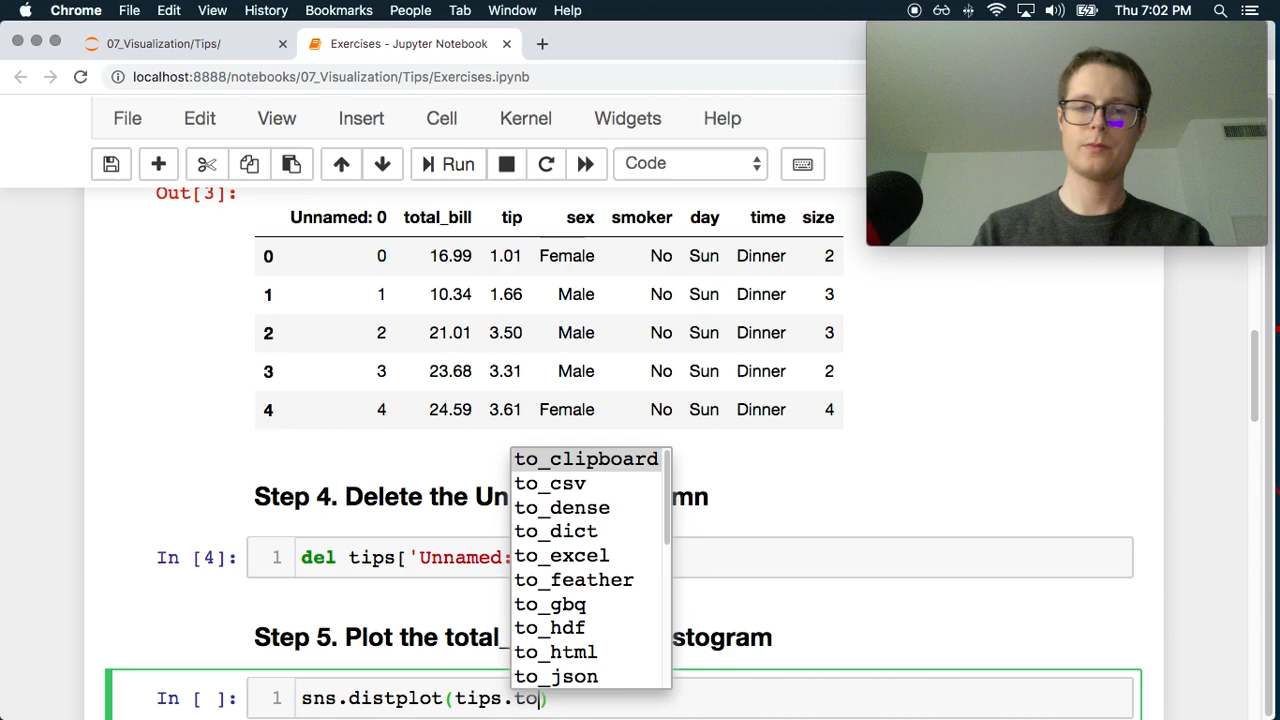 Chrome File Edit View History Bookmarks People Tab Window Help Thu 7:02 PM
07_Visualization/Tips/ Exercises - Jupyter Notebook
localhost:8888/notebooks/07_Visualization/Tips/Exercises.ipynb
File Edit View Insert Cell Kernel Widgets Help
Run Code
Out[3]:
Unnamed: 0 total_bill tip sex smoker day time size
0 0 16.99 1.01 Female No Sun Dinner 2
1 1 10.34 1.66 Male No Sun Dinner 3
2 2 21.01 3.50 Male No Sun Dinner 3
3 3 23.68 3.31 Male No Sun Dinner 2
4 4 24.59 3.61 Female No Sun Dinner 4
to_clipboard
to_csv
to_dense
to_dict
to_excel
to_feather
to_gbq
to_hdf
to_html
to_json
Step 4. Delete the Un mn
In [4]: 1 del tips['Unnamed:
Step 5. Plot the total_ stogram
In [ ]: 1 sns.distplot(tips.to)